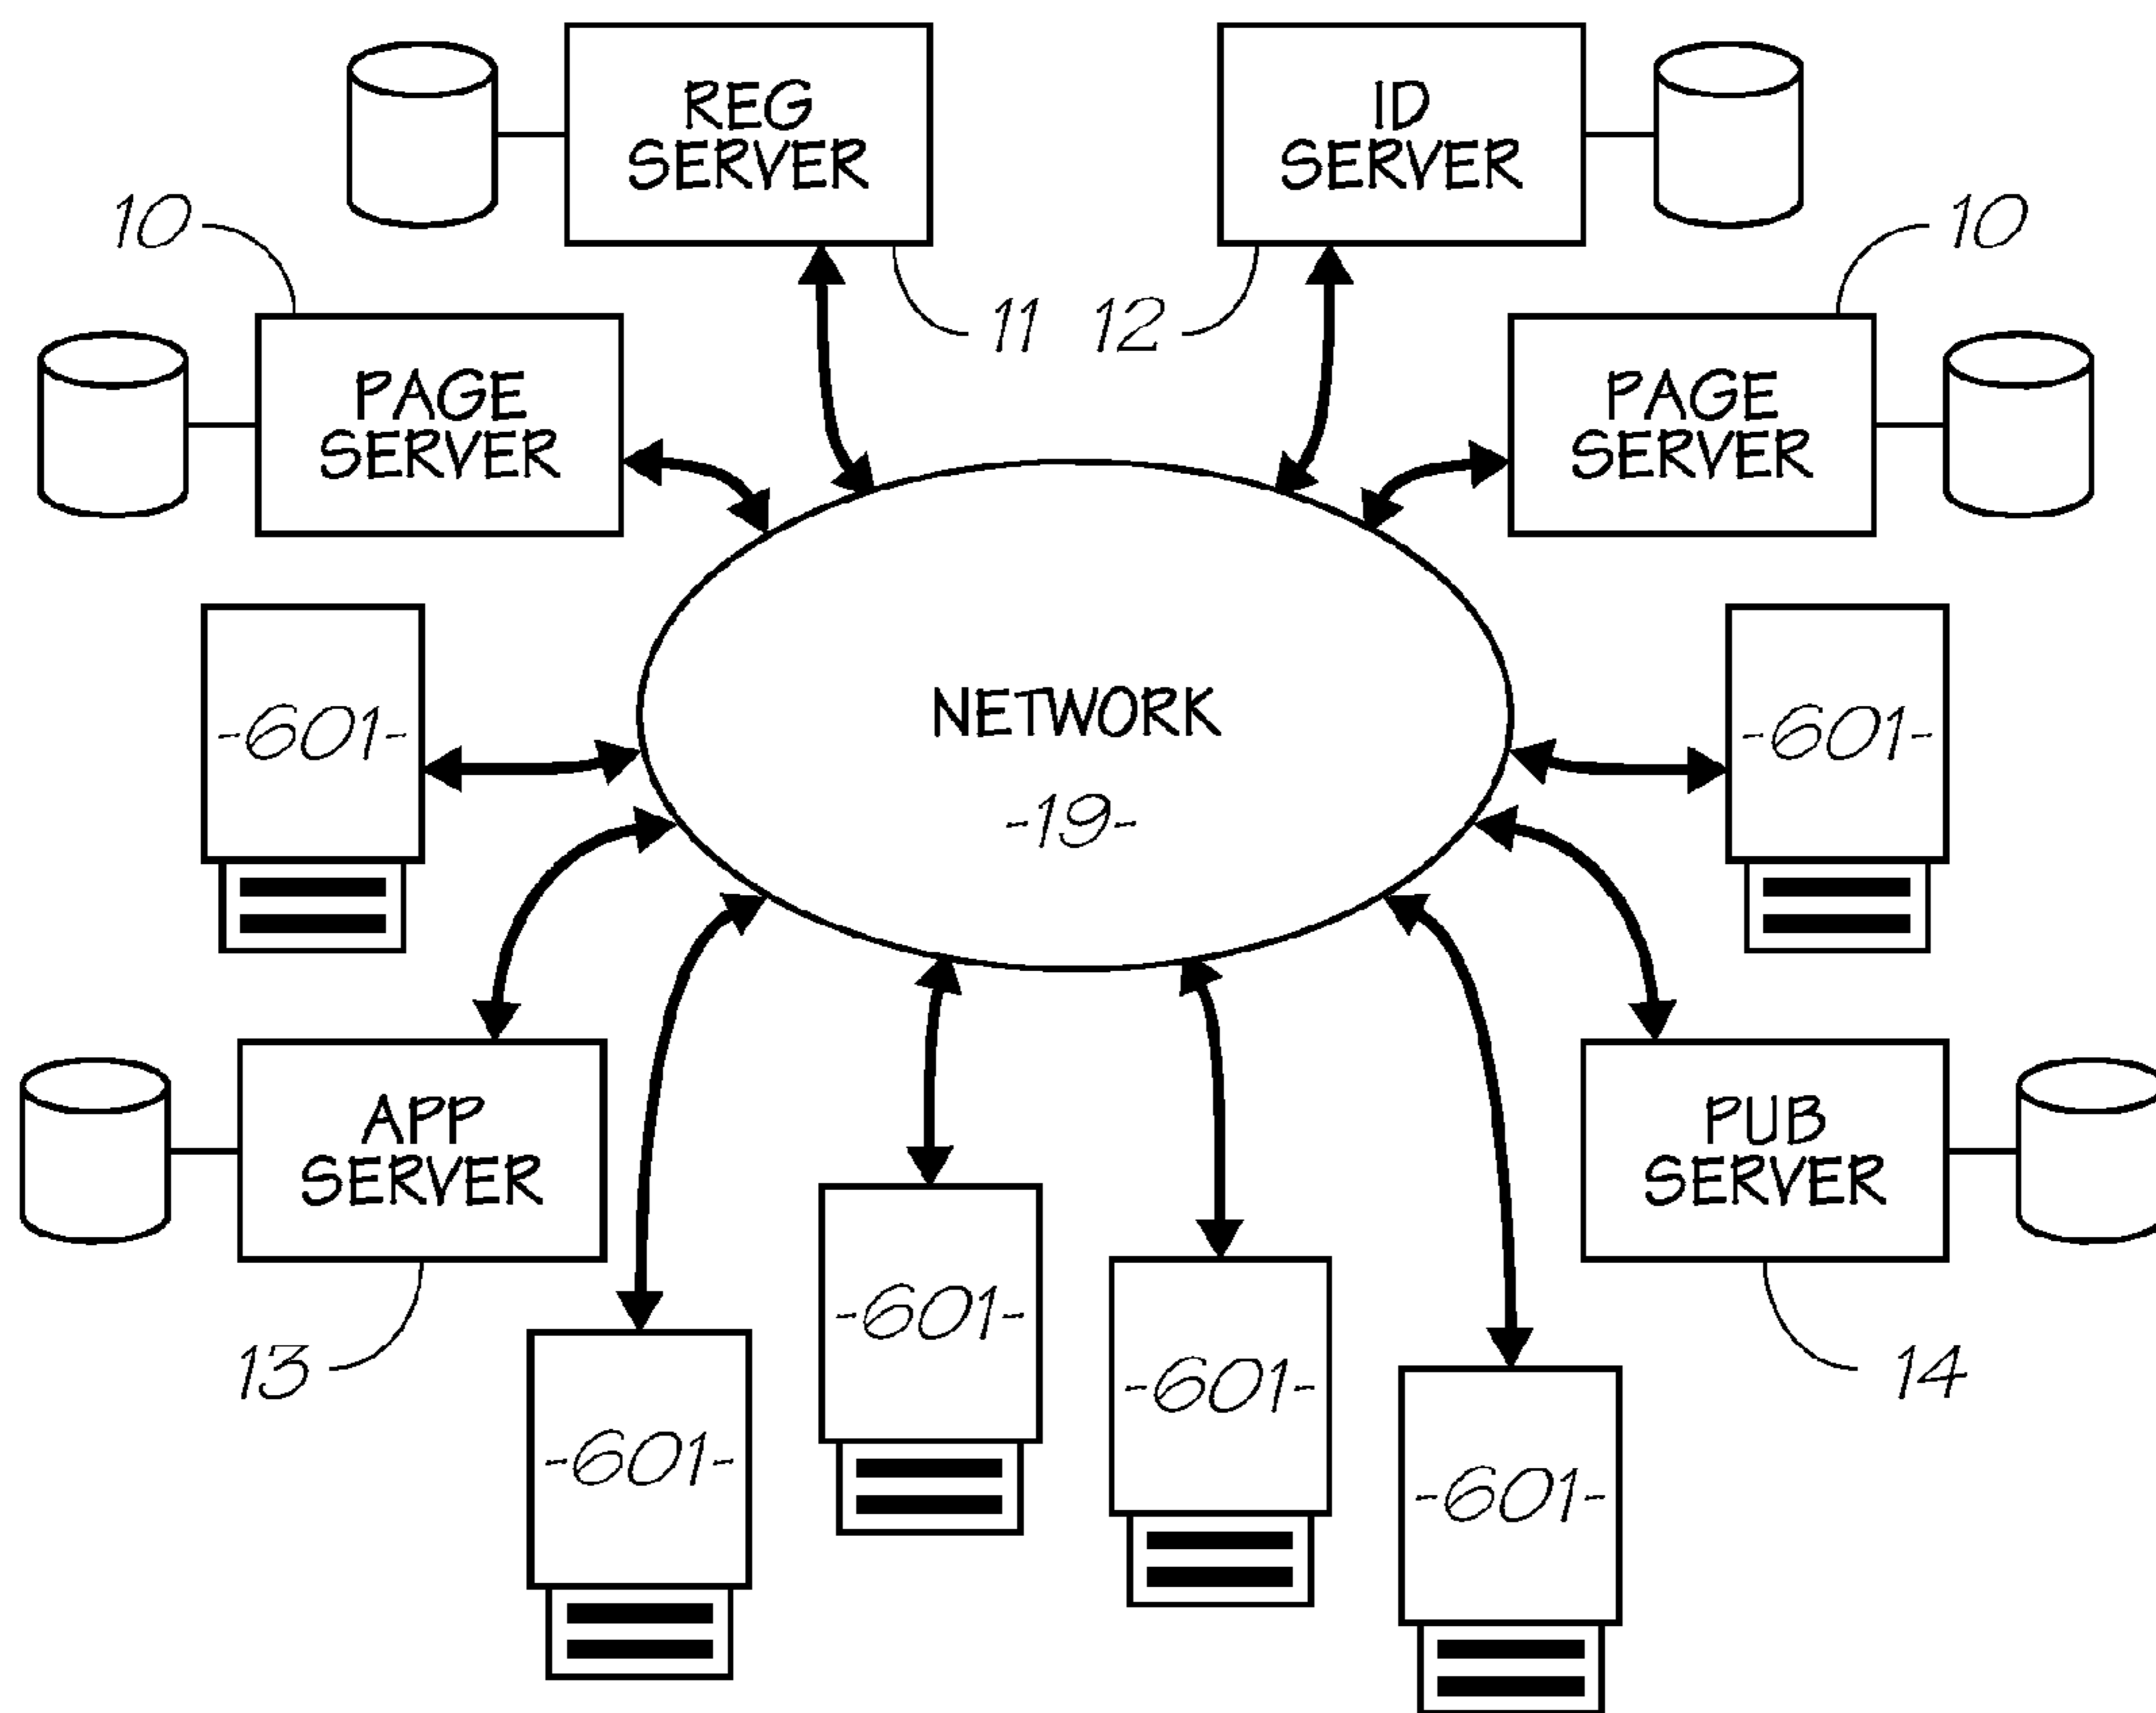 REG
SERVER
ID
SERVER
10
10
11
12
PAGE
SERVER
PAGE
SERVER
-601-
NETWORK
-19-
-601-
APP
SERVER
PUB
SERVER
13
-601-
-601-
-601-
-601-
14